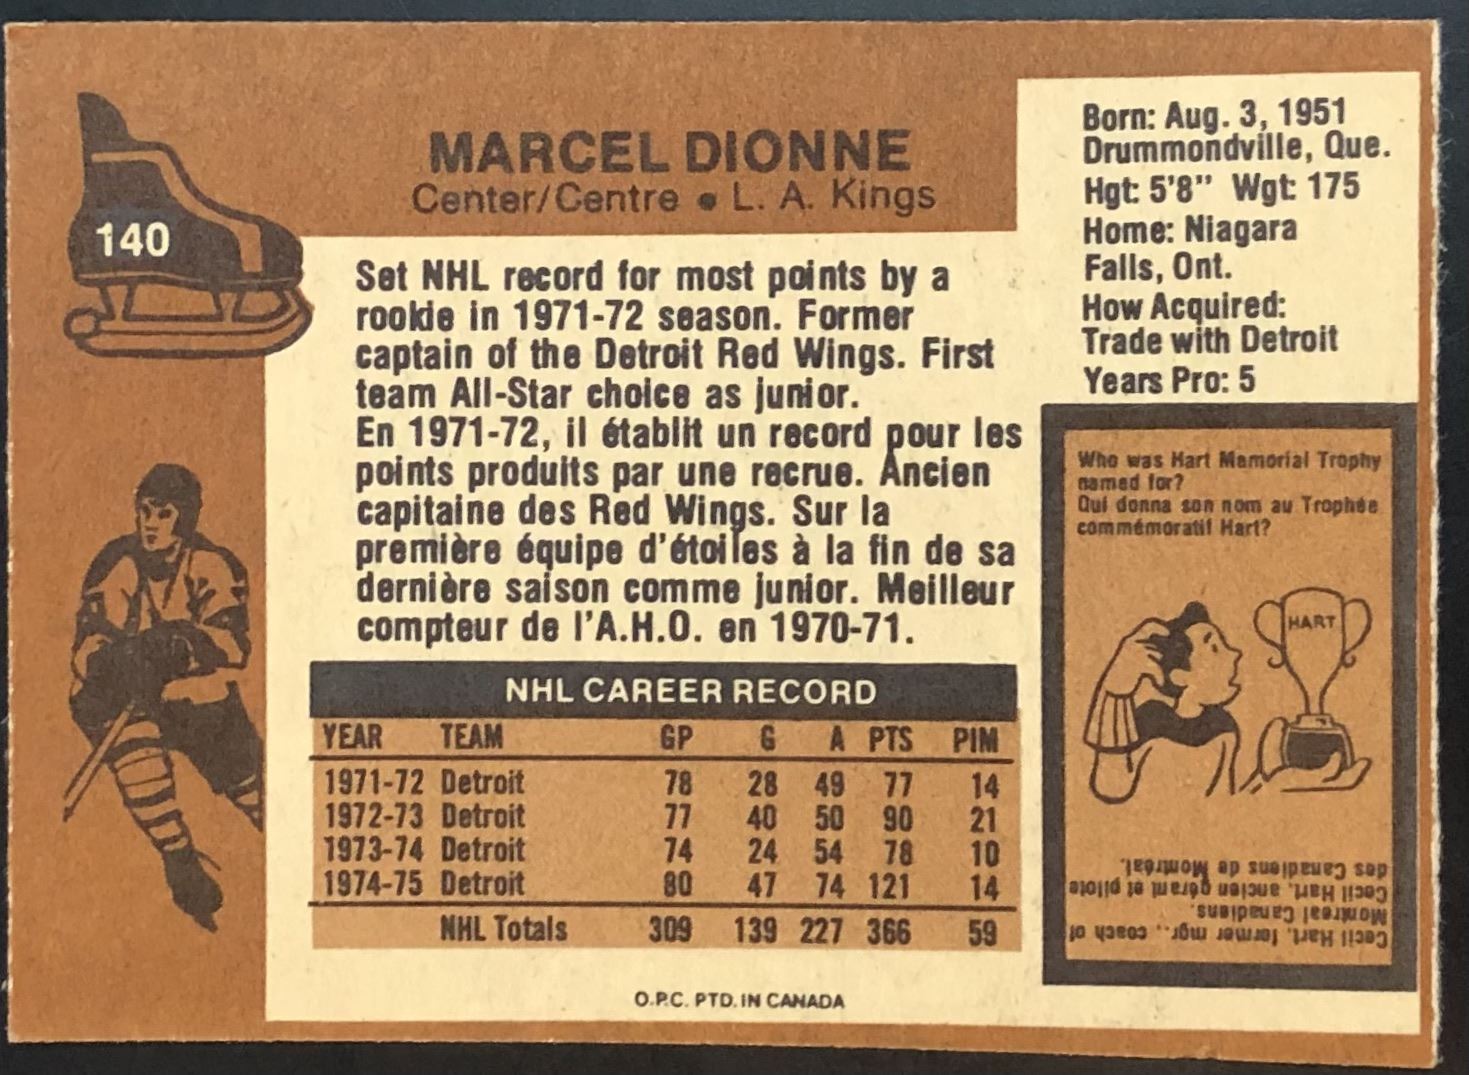 140
MARCEL DIONNE
Center/Centre • L. A. Kings
Born: Aug. 3, 1951
Drummondville, Que.
Hgt: 5'8" Wgt: 175
Home: Niagara
Falls, Ont.
How Acquired:
Trade with Detroit
Years Pro: 5
Set NHL record for most points by a
rookie in 1971-72 season. Former
captain of the Detroit Red Wings. First
team All-Star choice as junior.
En 1971-72, il établit un record pour les
points produits par une recrue. Ancien
capitaine des Red Wings. Sur la
première équipe d'étoiles à la fin de sa
dernière saison comme junior. Meilleur
compteur de l'A.H.O. en 1970-71.
NHL CAREER RECORD
YEAR TEAM GP G A PTS PIM
1971-72 Detroit 78 28 49 77 14
1972-73 Detroit 77 40 50 90 21
1973-74 Detroit 74 24 54 78 10
1974-75 Detroit 80 47 74 121 14
NHL Totals 309 139 227 366 59
Who was Hart Memorial Trophy
named for?
Qui donna son nom au Trophée
commémoratif Hart?
HART
Cecil Hart, former mgr., coach of
Montreal Canadiens.
Cecil Hart, ancien gérant et pilote
des Canadiens de Montréal.
O.P.C. PTD. IN CANADA